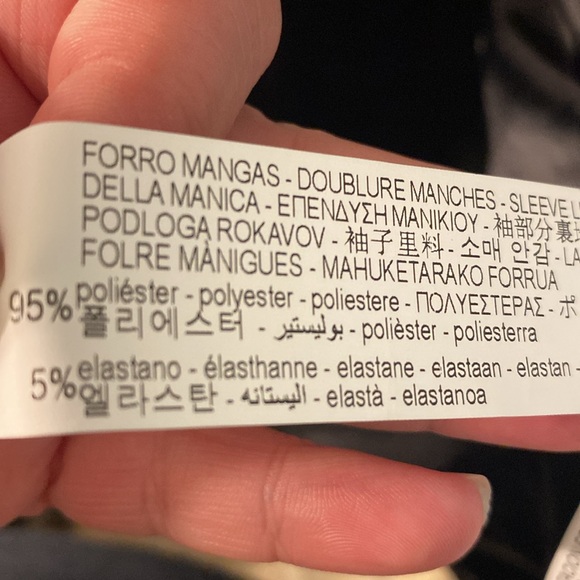 FORRO MANGAS - DOUBLURE MANCHES - SLEEVE
DELLA MANICA - ΕΠΕΝΔΥΣΗ ΜΑΝΙΚΙΟΥ - 袖部分裏
PODLOGA ROKAVOV - 袖子里料 - 소매 안감 - LA
FOLRE MÀNIGUES - MAHUKETARAKO FORRUA
95% poliéster - polyester - poliestere - ΠΟΛΥΕΣΤΕΡΑΣ - ポ
폴리에스터 - بوليستير - polièster - poliesterra
5% elastano - élasthanne - elastane - elastaan - elastan -
엘라스탄 - اليستانه - elastà - elastanoa